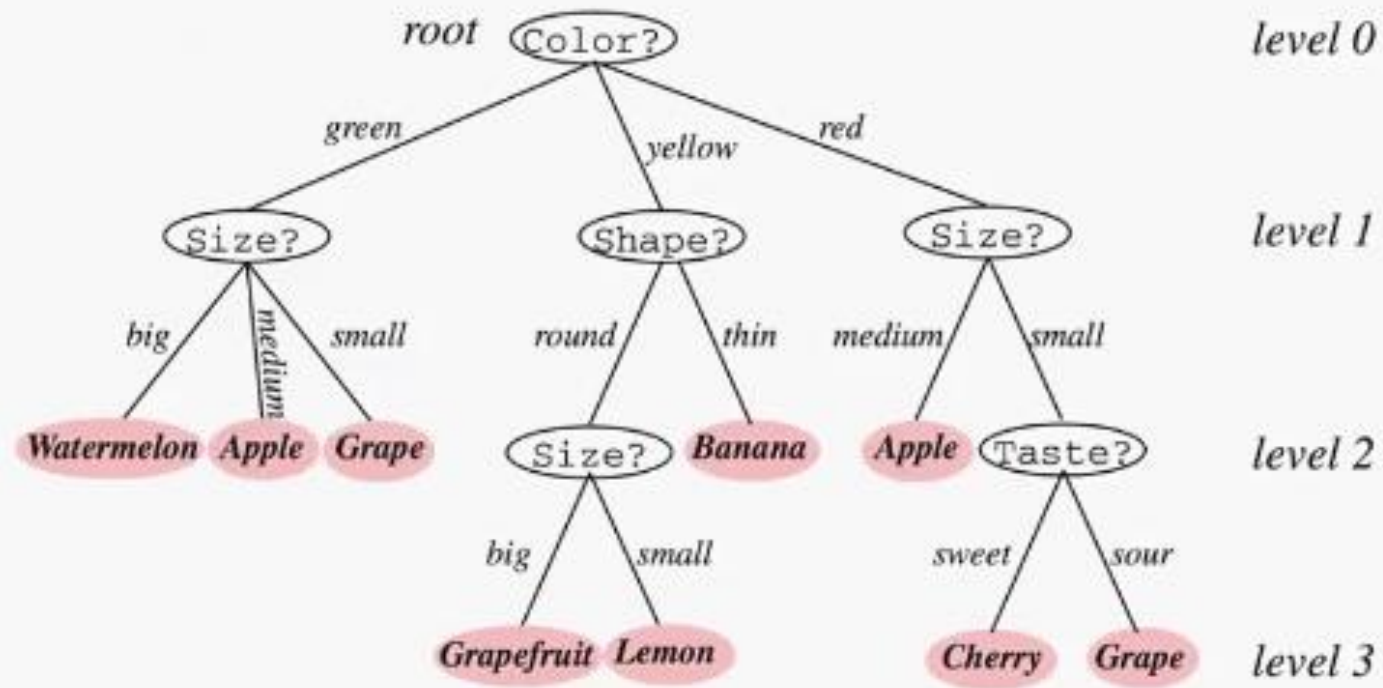 root Color? level 0
green yellow red
Size? Shape? Size? level 1
big medium small round thin medium small
Watermelon Apple Grape Size? Banana Apple Taste? level 2
big small sweet sour
Grapefruit Lemon Cherry Grape level 3